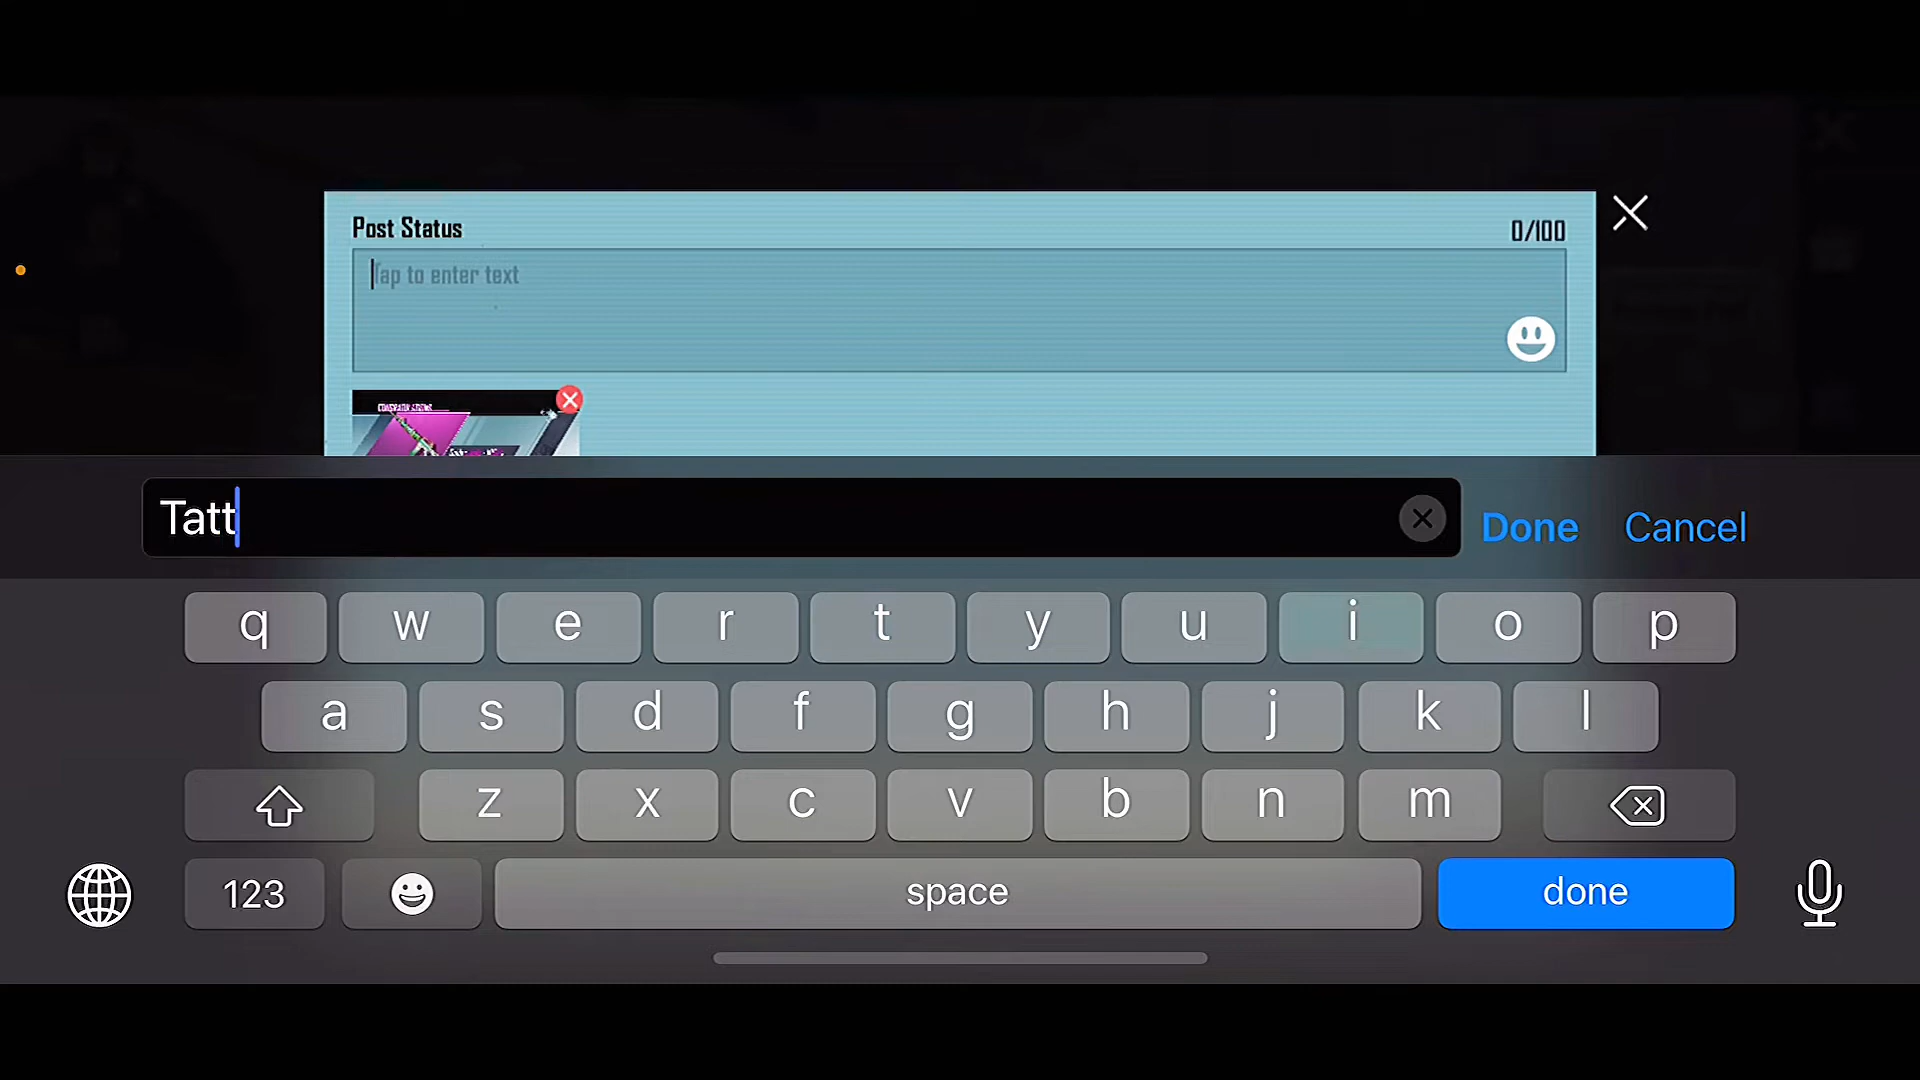 Post Status
0/100
Tap to enter text
Tatt
Done
Cancel
q w e r t y u i o p
a s d f g h j k l
z x c v b n m
123
space
done